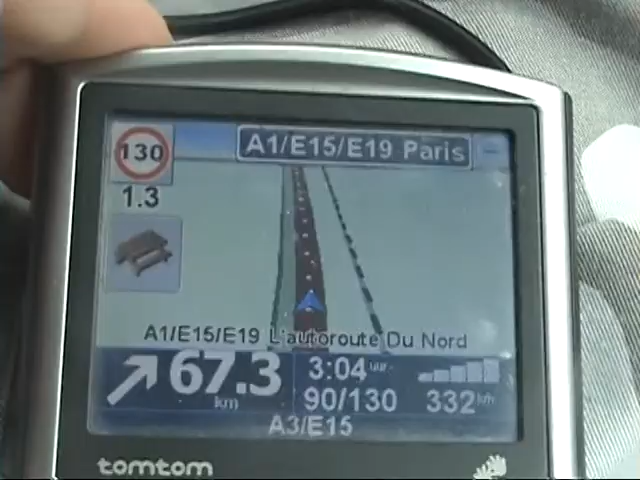 130
A1/E15/E19 Paris
1.3
A1/E15/E19 L'autoroute Du Nord
67.3 km
3:04 uur
90/130
332
A3/E15
tomtom